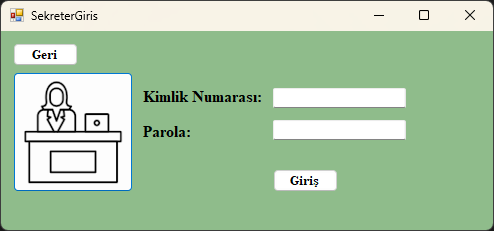 SekreterGiris
Geri
Kimlik Numarası:
Parola:
Giriş